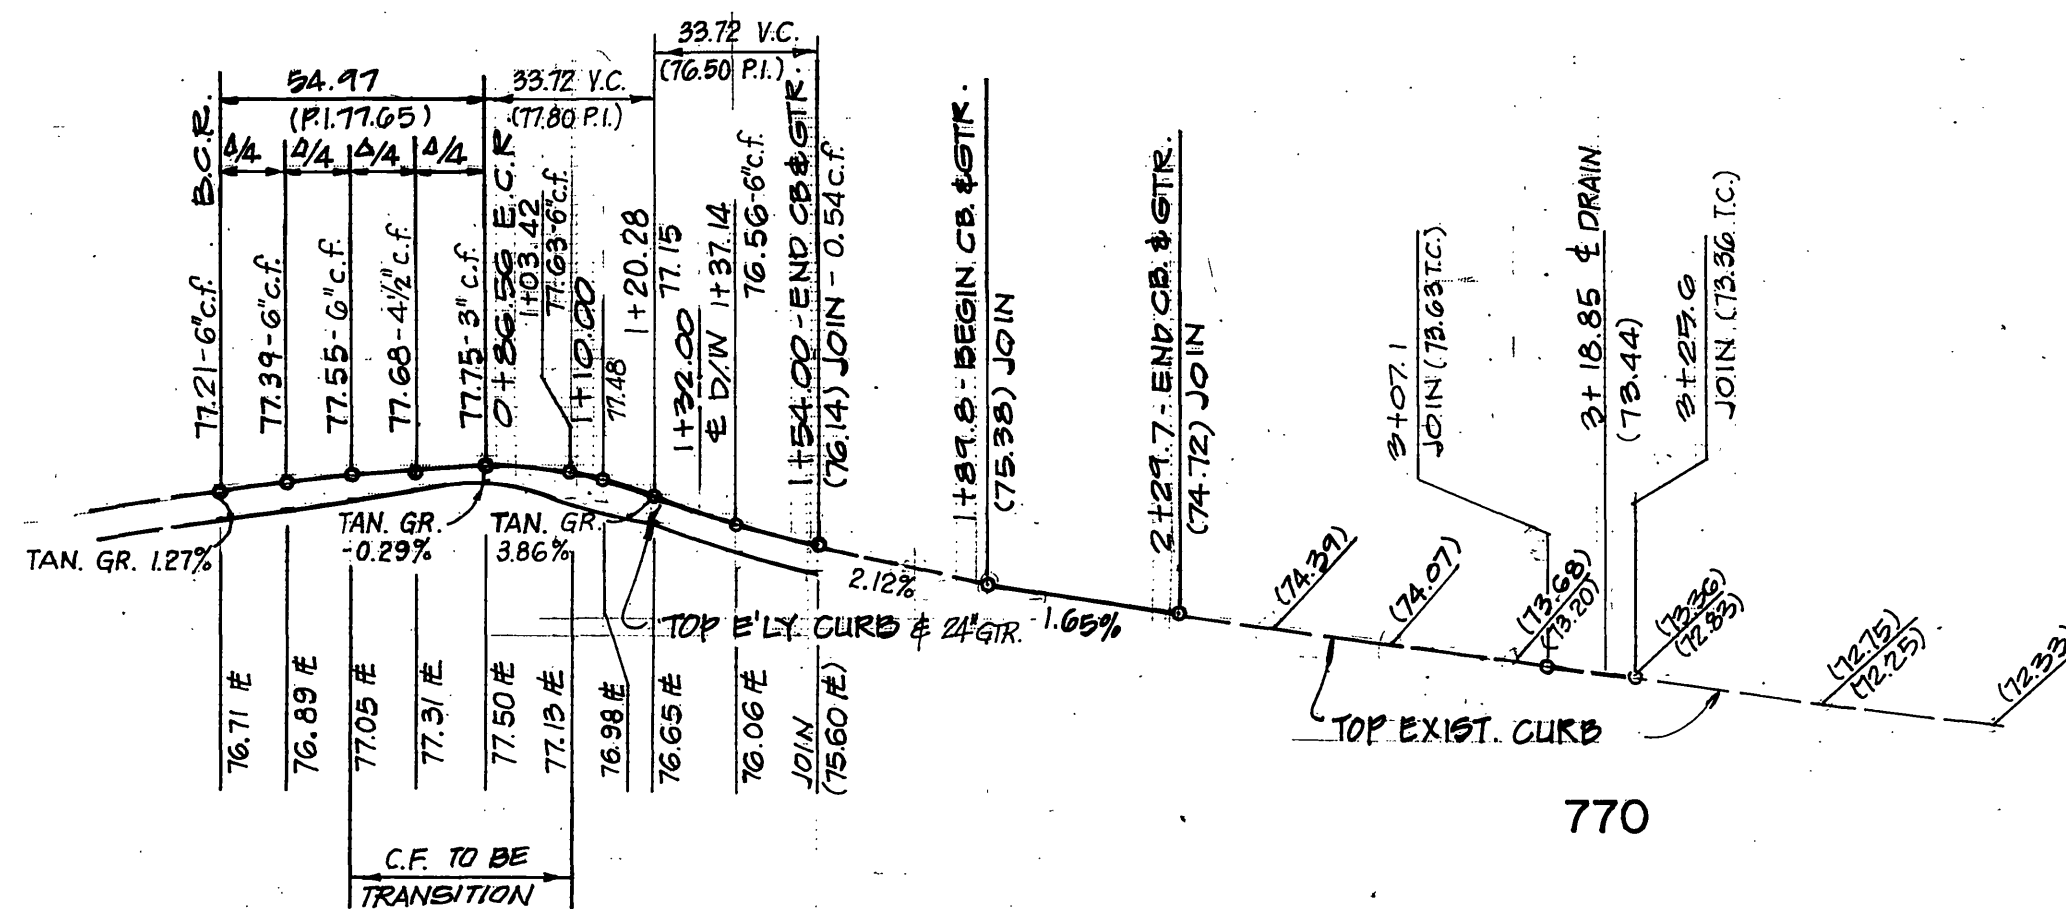 33.72 V.C.
(76.50 P.I.)
54.97
(P.I. 77.65)
33.72 V.C.
(77.80 P.I.)
Δ/4
Δ/4
Δ/4
Δ/4
77.21-6"c.f. B.C.R.
77.39-6"c.f.
77.55-6"c.f.
77.68-4½"c.f.
77.75-3"c.f.
0+86.56 E.C.R
1+03.42
77.63-6"c.f.
1+10.00
77.48
1+20.28
77.15
1+32.00
℄ D/W 1+37.14
76.56-6"c.f.
1+54.00-END CB & GTR.
(76.14) JOIN - 0.54 c.f.
1+89.8-BEGIN CB. & GTR.
(75.38) JOIN
2+29.7-END CB. & GTR.
(74.72) JOIN
3+07.1
JOIN (73.63 T.C.)
3+18.85 ℄ DRAIN
(73.44)
3+25.6
JOIN (73.36 T.C.)
TAN. GR. 1.27%
TAN. GR.
-0.29%
TAN. GR.
3.86%
2.12%
TOP E'LY. CURB & 24" GTR.
1.65%
(74.39)
(74.07)
(73.68)
(73.20)
(73.36)
(72.83)
(72.75)
(72.25)
(72.33
TOP EXIST. CURB
76.71 ℄
76.89 ℄
77.05 ℄
77.31 ℄
77.50 ℄
77.13 ℄
76.98 ℄
76.65 ℄
76.06 ℄
JOIN
(75.60 ℄)
770
C.F. TO BE
TRANSITION